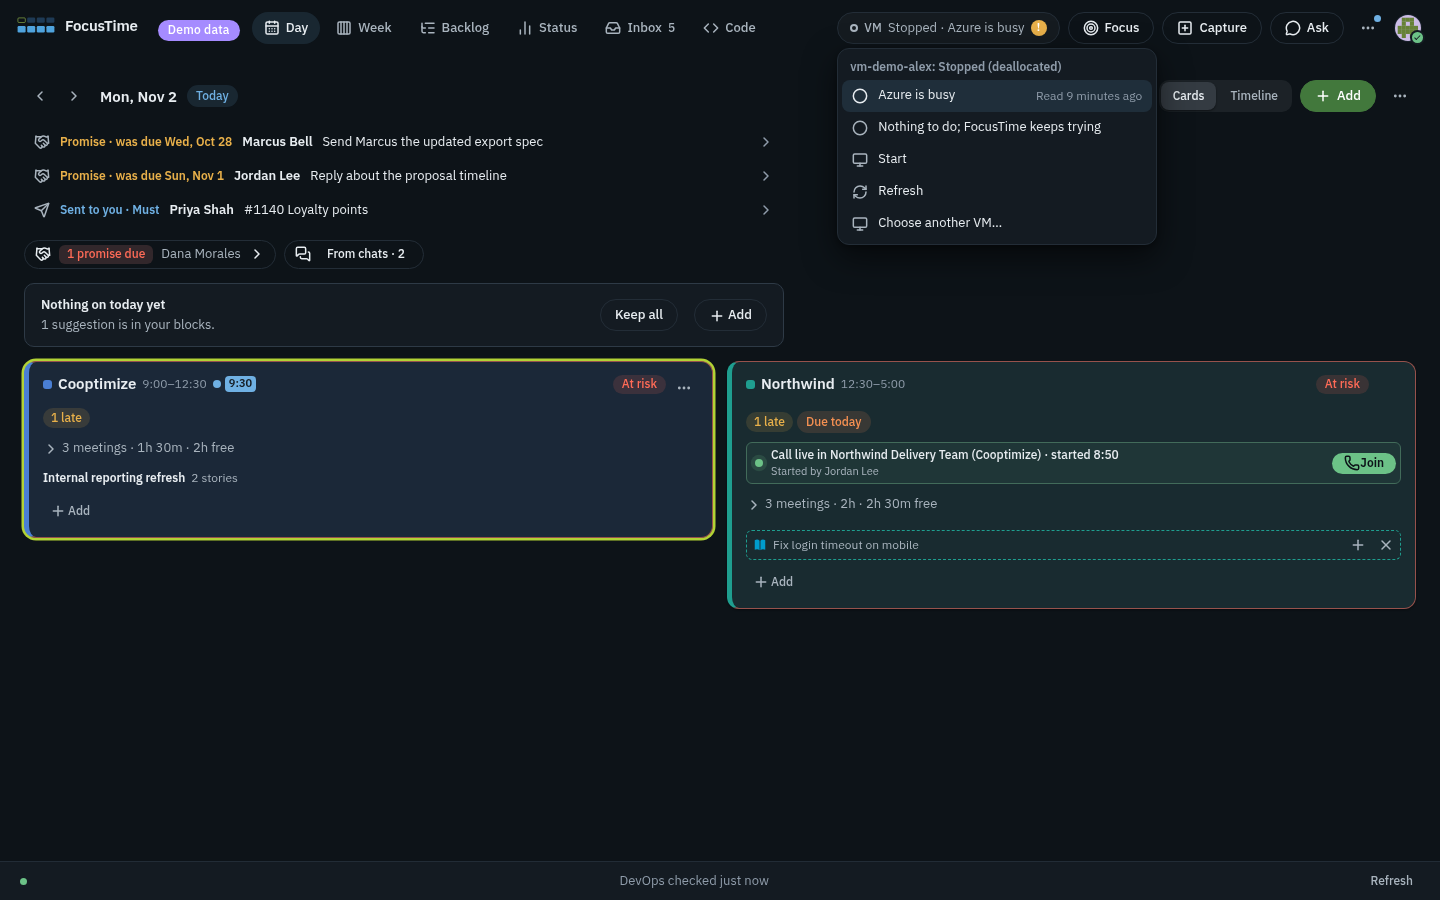 FocusTime
Demo data
Day
Week
Backlog
Status
Inbox 5
Code
VM Stopped · Azure is busy !
Focus
Capture
Ask
vm-demo-alex: Stopped (deallocated)
Azure is busy Read 9 minutes ago
Nothing to do; FocusTime keeps trying
Start
Refresh
Choose another VM...
Mon, Nov 2 Today
Cards
Timeline
Add
Promise · was due Wed, Oct 28 Marcus Bell Send Marcus the updated export spec
Promise · was due Sun, Nov 1 Jordan Lee Reply about the proposal timeline
Sent to you · Must Priya Shah #1140 Loyalty points
1 promise due Dana Morales
From chats · 2
Nothing on today yet
1 suggestion is in your blocks.
Keep all
Add
Cooptimize 9:00–12:30 9:30 At risk
1 late
3 meetings · 1h 30m · 2h free
Internal reporting refresh 2 stories
Add
Northwind 12:30–5:00 At risk
1 late Due today
Call live in Northwind Delivery Team (Cooptimize) · started 8:50
Started by Jordan Lee
Join
3 meetings · 2h · 2h 30m free
Fix login timeout on mobile
Add
DevOps checked just now
Refresh